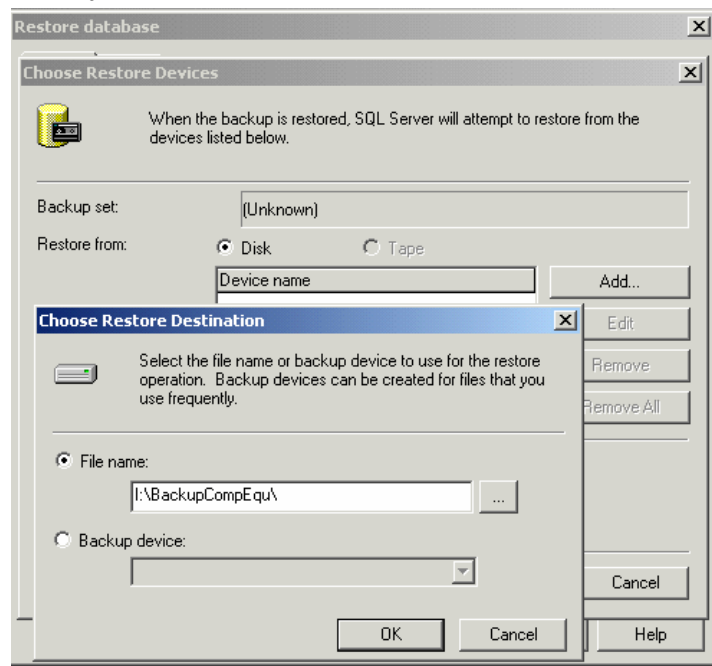 Restore database
Choose Restore Devices
When the backup is restored, SQL Server will attempt to restore from the
devices listed below.
Backup set:
(Unknown)
Restore from:
Disk
Tape
Device name
Add...
Choose Restore Destination
Edit
Select the file name or backup device to use for the restore
operation. Backup devices can be created for files that you
use frequently.
Remove
Remove All
File name:
I:\BackupCompEqu\
...
Backup device:
Cancel
OK
Cancel
Help